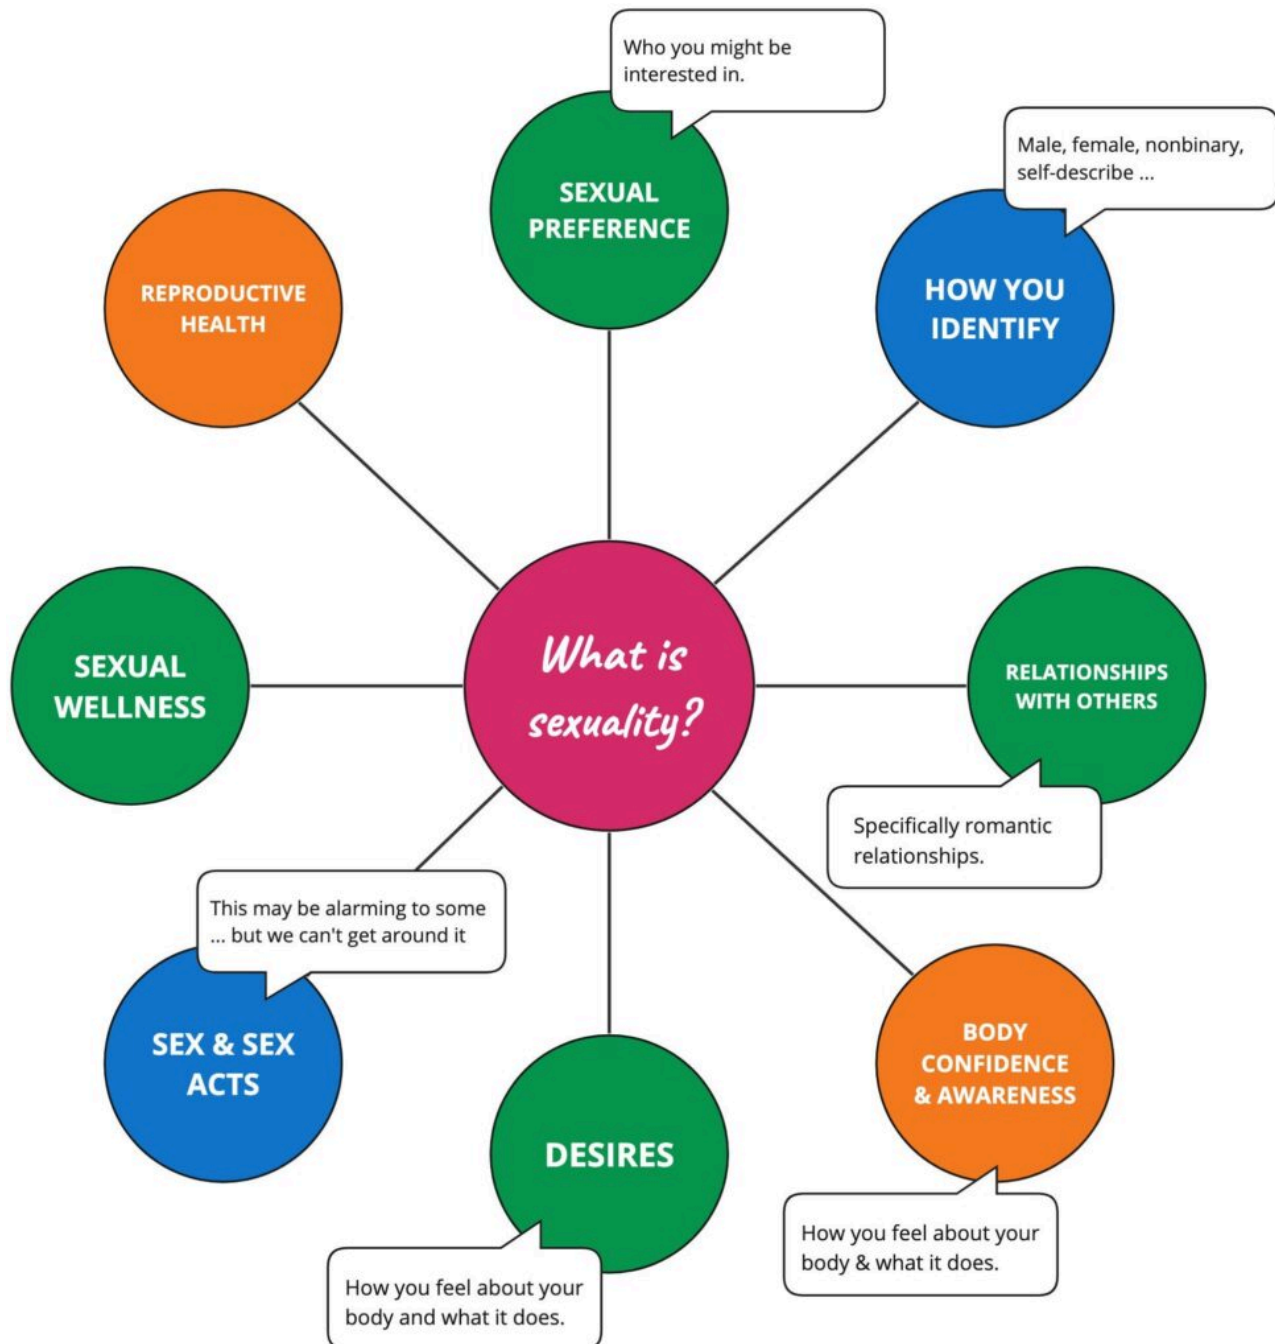 Who you might be
interested in.
SEXUAL
PREFERENCE
Male, female, nonbinary,
self-describe ...
HOW YOU
IDENTIFY
REPRODUCTIVE
HEALTH
What is
sexuality?
SEXUAL
WELLNESS
RELATIONSHIPS
WITH OTHERS
Specifically romantic
relationships.
This may be alarming to some
... but we can't get around it
SEX & SEX
ACTS
DESIRES
How you feel about your
body and what it does.
BODY
CONFIDENCE
& AWARENESS
How you feel about your
body & what it does.